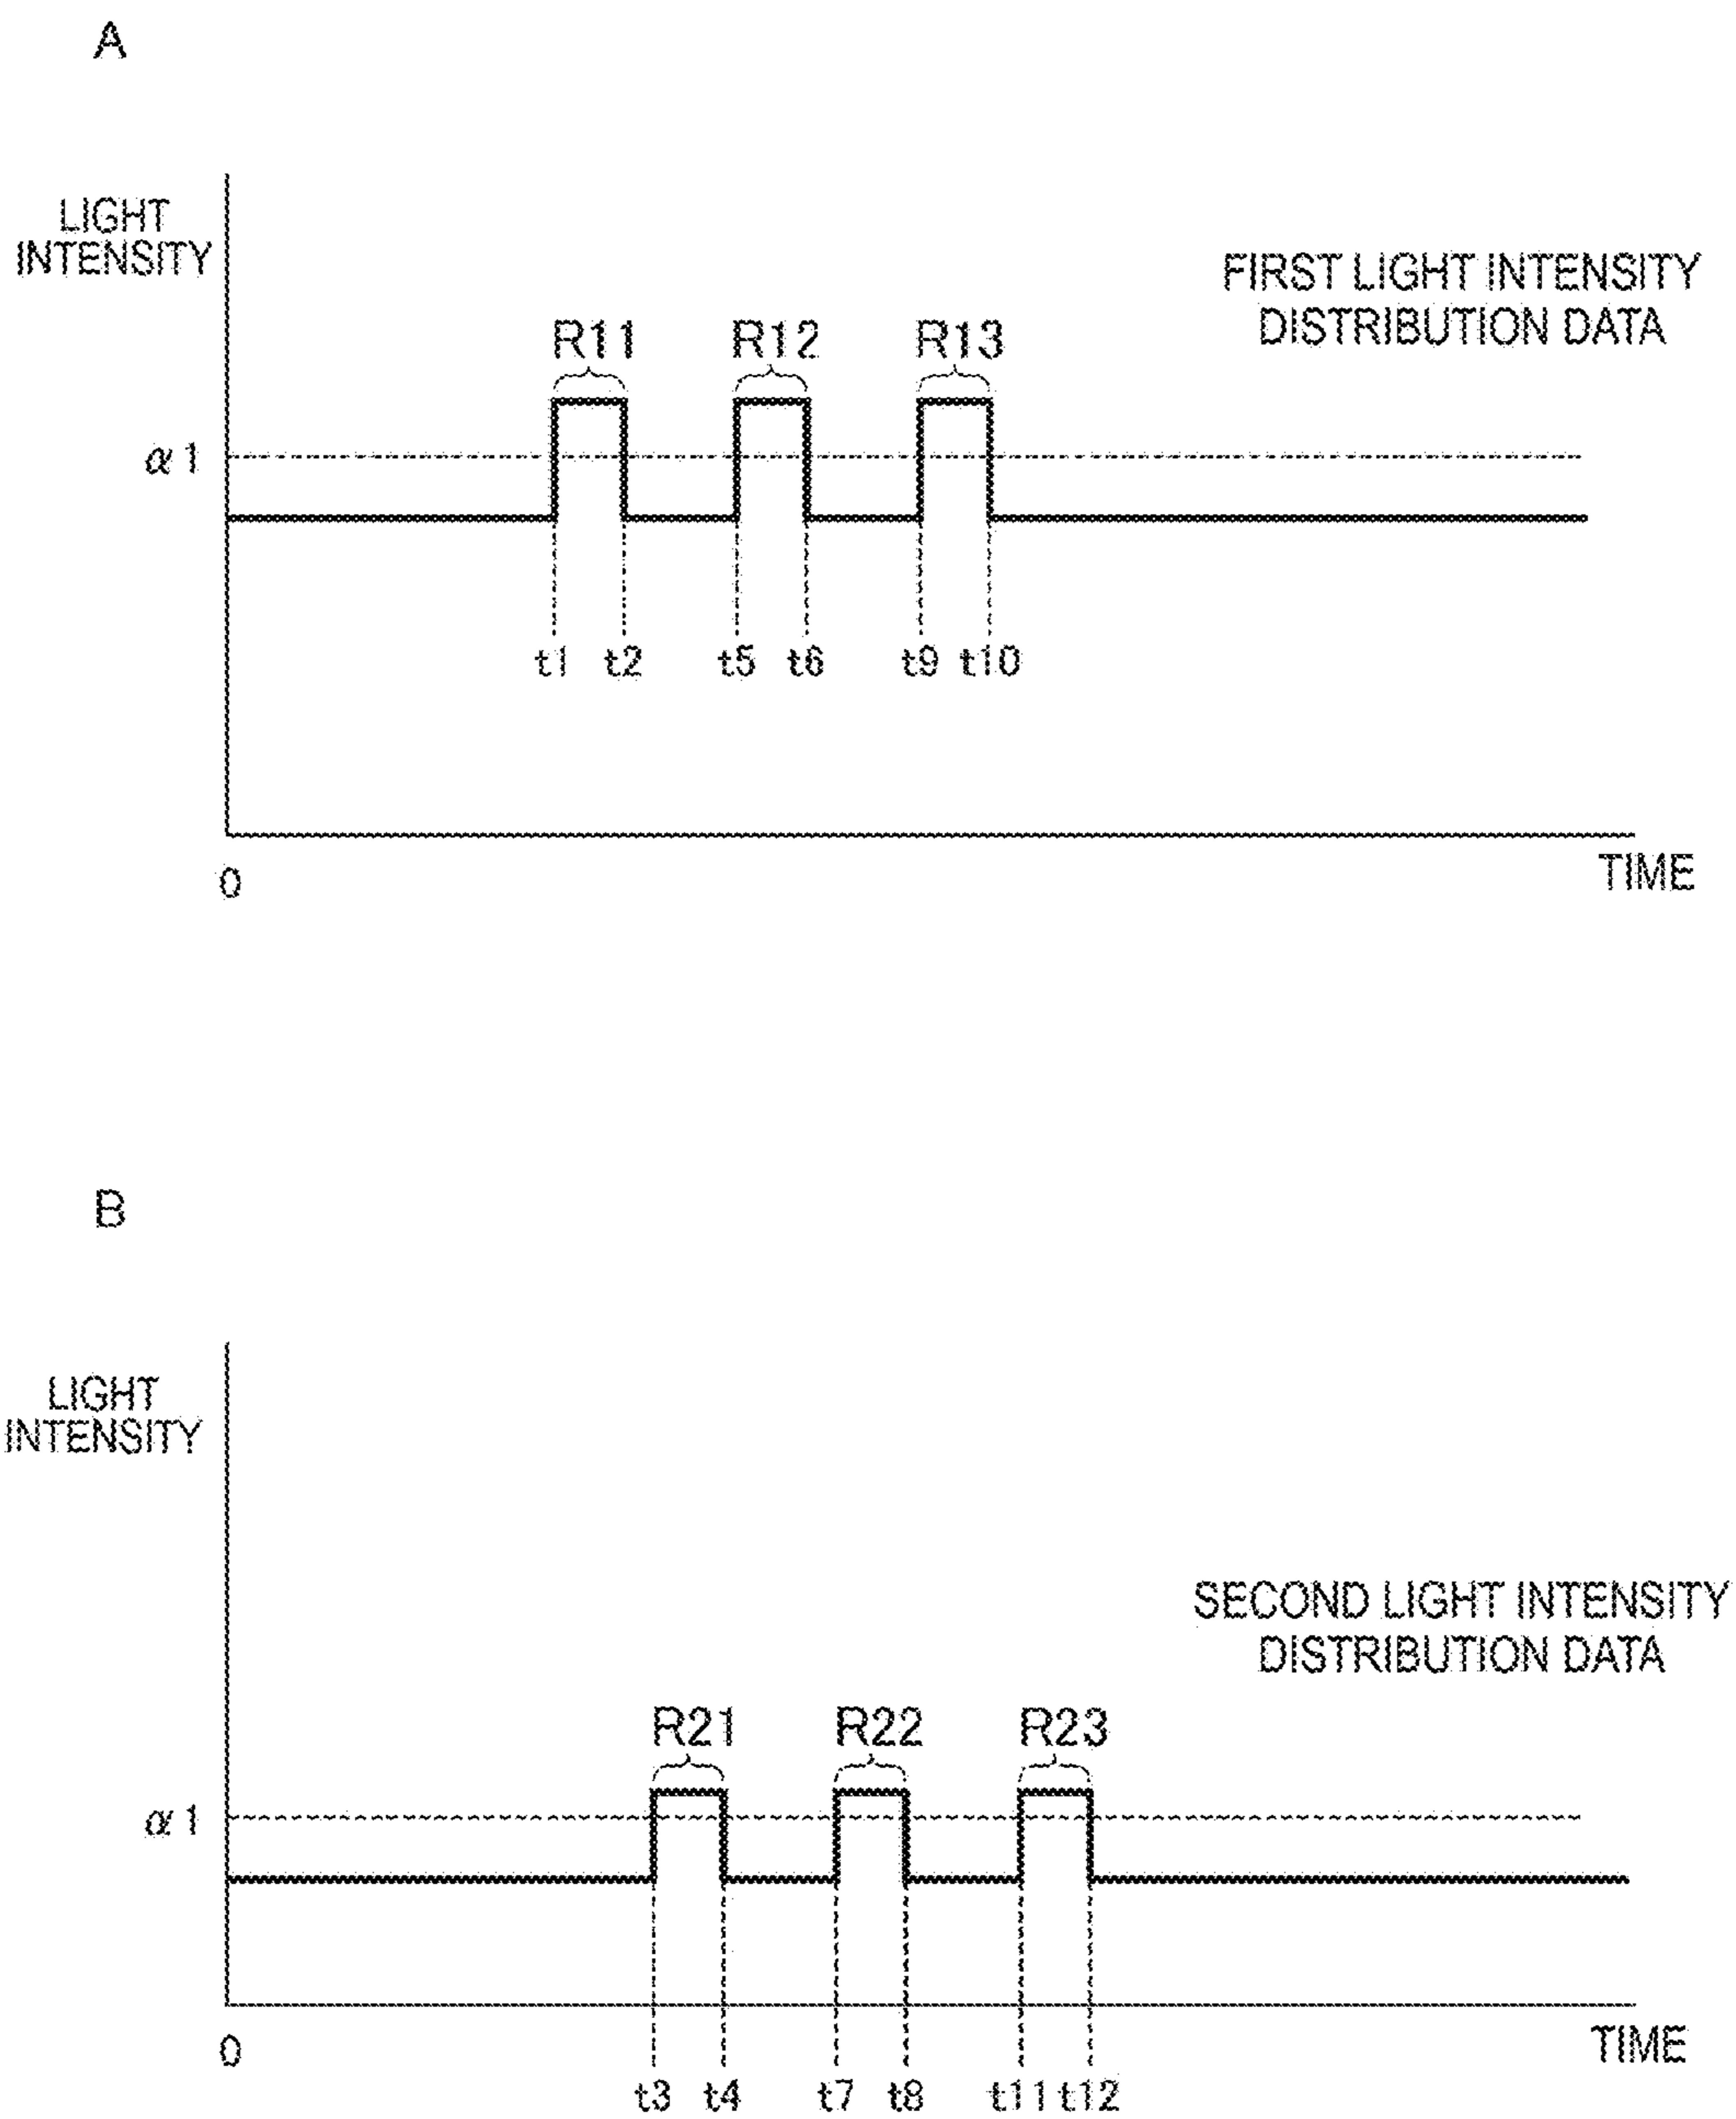 A
LIGHT
INTENSITY
FIRST LIGHT INTENSITY
DISTRIBUTION DATA
R11 R12 R13
α1
t1 t2 t5 t6 t9 t10
0
TIME
B
LIGHT
INTENSITY
SECOND LIGHT INTENSITY
DISTRIBUTION DATA
R21 R22 R23
α1
0
TIME
t3 t4 t7 t8 t11 t12